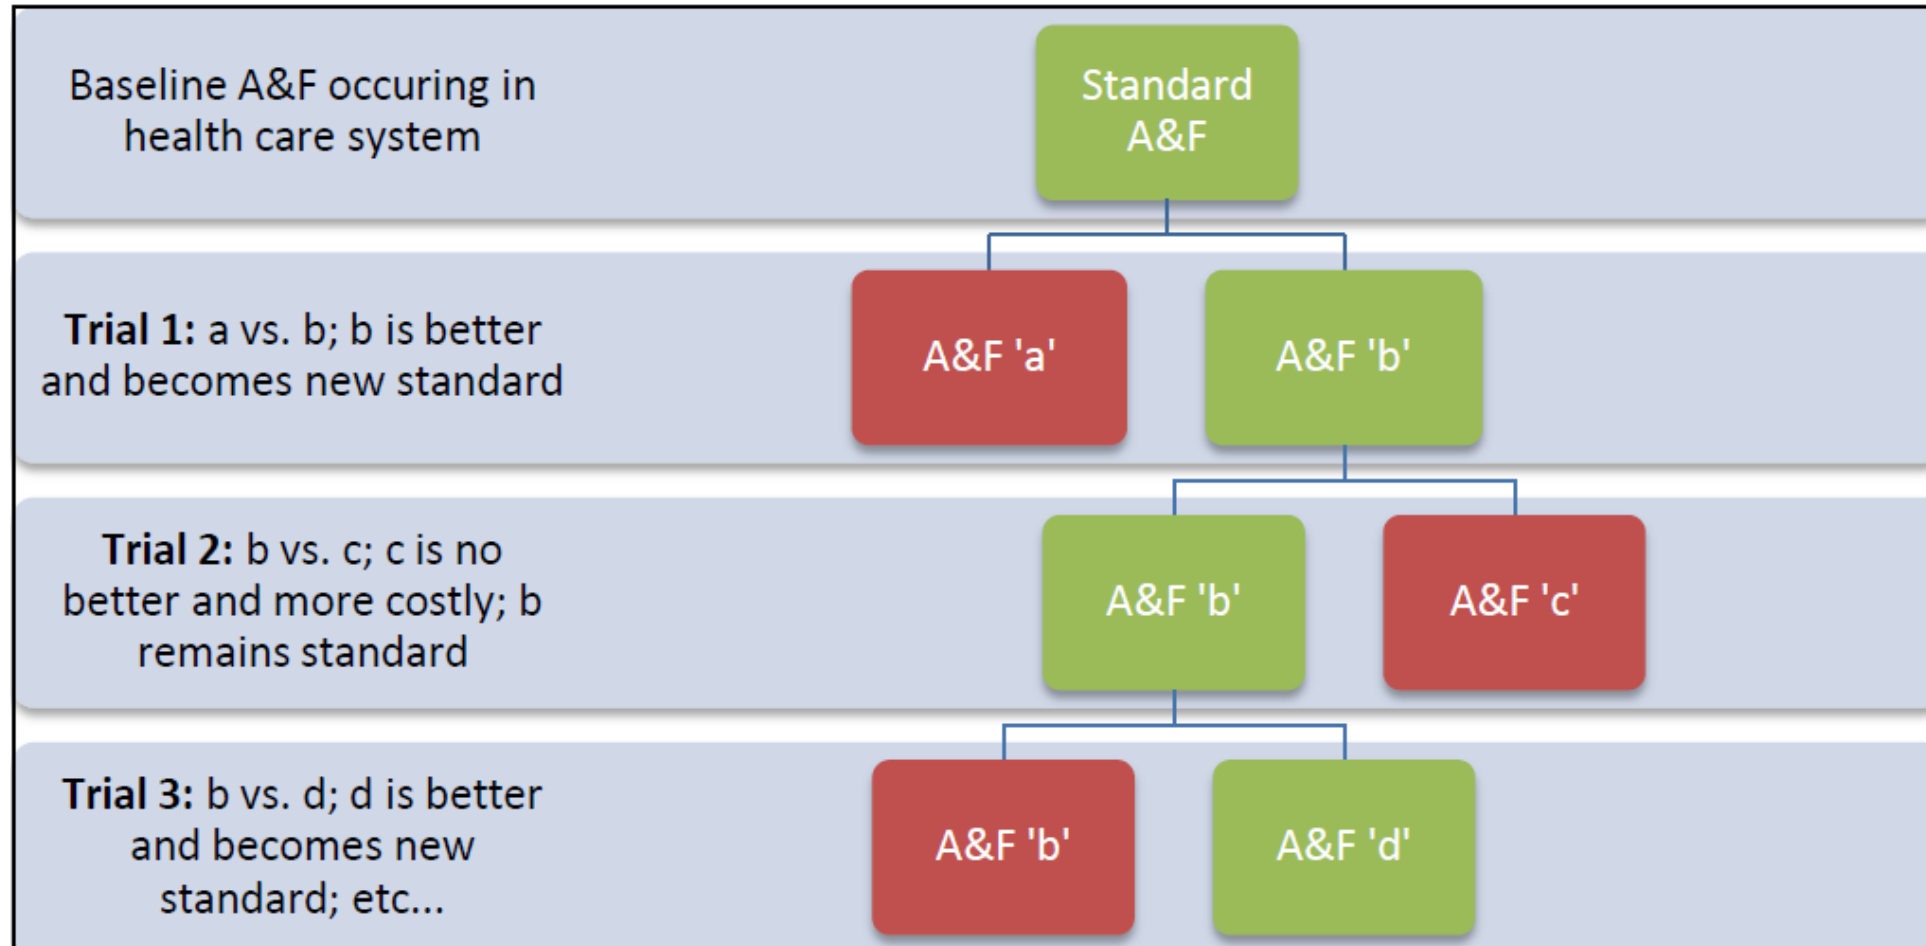 Baseline A&F occuring in
health care system
Standard
A&F
Trial 1: a vs. b; b is better
and becomes new standard
A&F 'a'
A&F 'b'
Trial 2: b vs. c; c is no
better and more costly; b
remains standard
A&F 'b'
A&F 'c'
Trial 3: b vs. d; d is better
and becomes new
standard; etc...
A&F 'b'
A&F 'd'